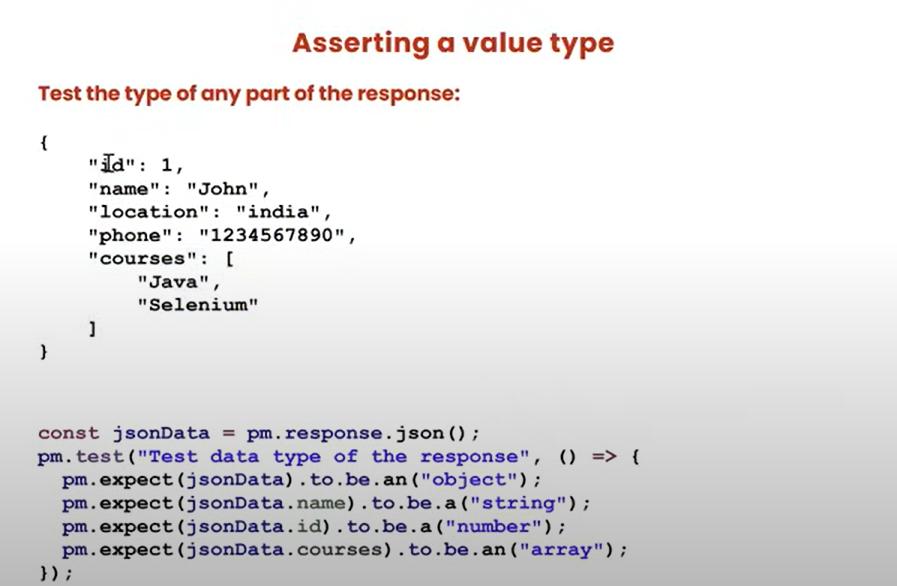 Asserting a value type
Test the type of any part of the response:
{
"id": 1,
"name": "John",
"location": "india",
"phone": "1234567890",
"courses": [
"Java",
"Selenium"
]
}
const jsonData = pm.response.json();
pm.test("Test data type of the response", () => {
pm.expect(jsonData).to.be.an("object");
pm.expect(jsonData.name).to.be.a("string");
pm.expect(jsonData.id).to.be.a("number");
pm.expect(jsonData.courses).to.be.an("array");
});